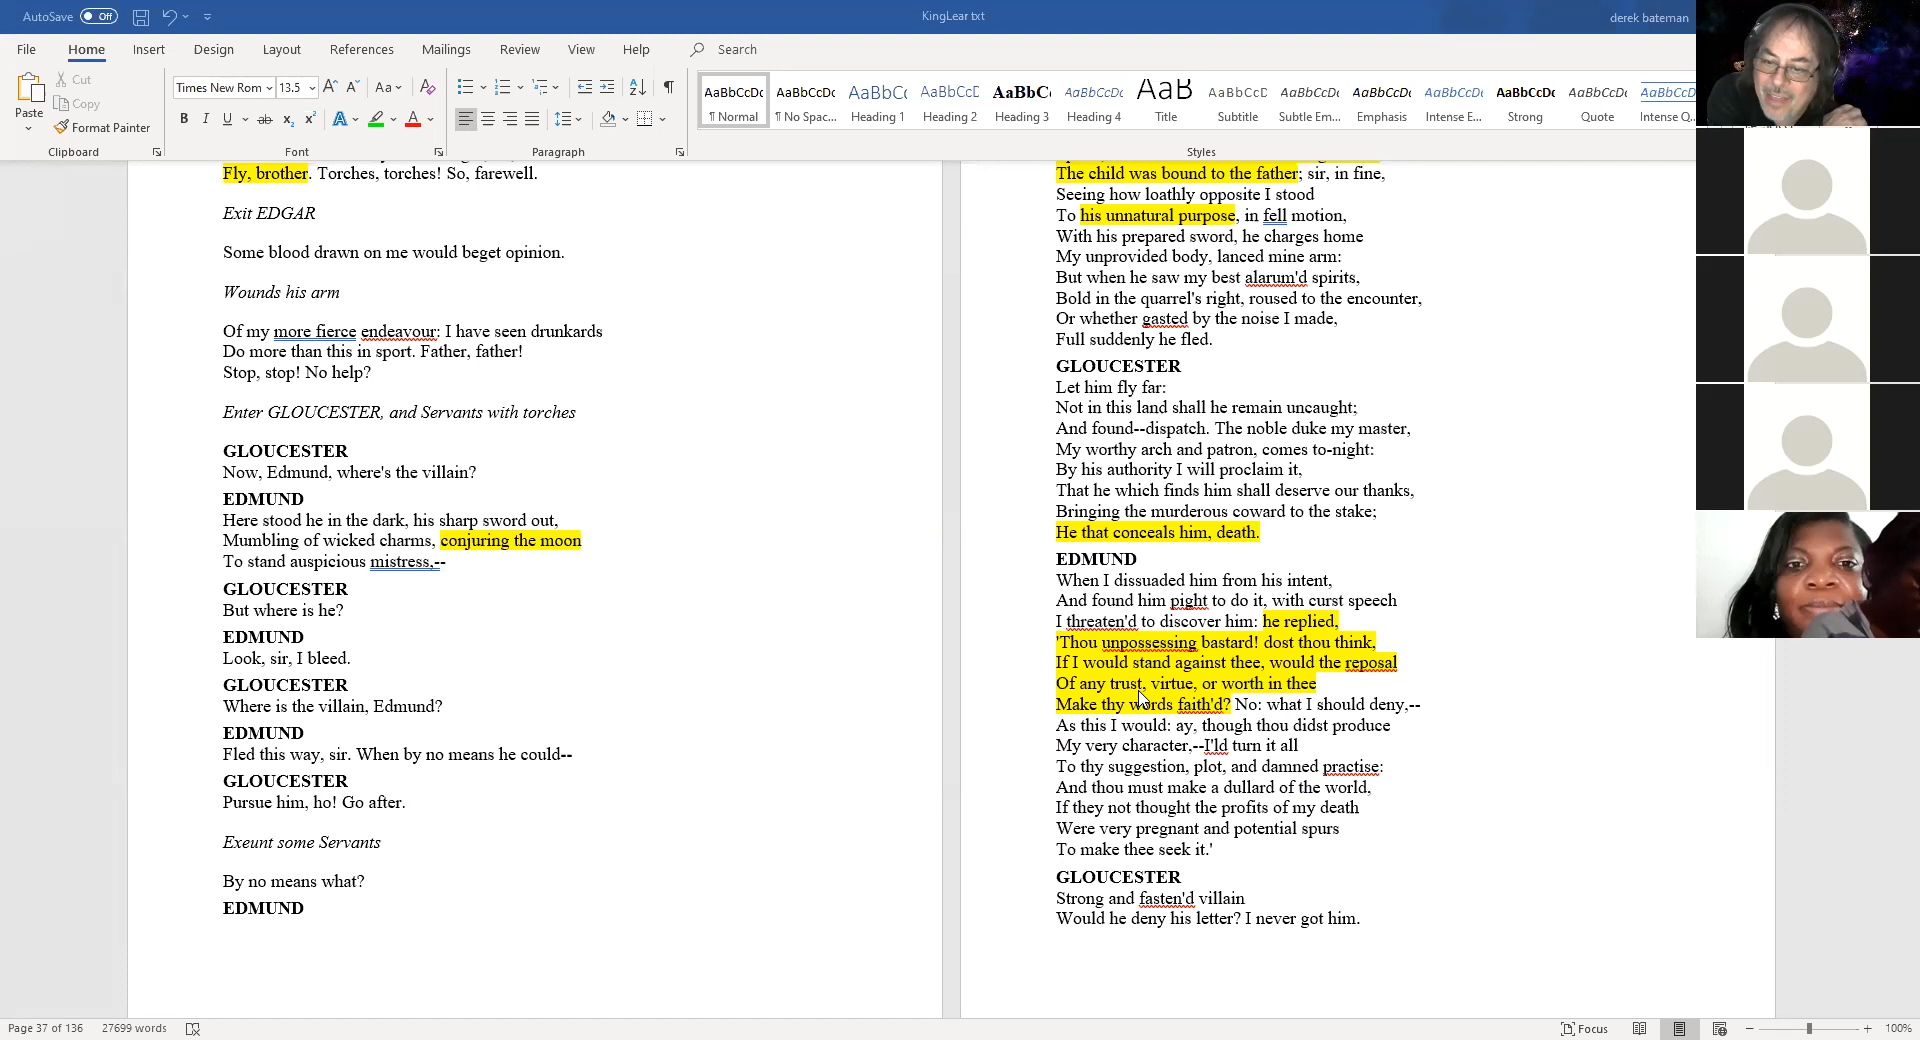 AutoSave Off
KingLear txt
derek bateman
File Home Insert Design Layout References Mailings Review View Help Search
Paste
Cut
Copy
Format Painter
Clipboard
Times New Rom 13.5
Font
Paragraph
AaBbCcDc AaBbCcDc AaBbC AaBbCcD AaBbC AaBbCcDc AaB AaBbCcD AaBbCcDc AaBbCcDc AaBbCcDc AaBbCcDc AaBbCcDc AaBbCcDc
¶ Normal ¶ No Spac... Heading 1 Heading 2 Heading 3 Heading 4 Title Subtitle Subtle Em... Emphasis Intense E... Strong Quote Intense Q...
Styles
Fly, brother. Torches, torches! So, farewell.
Exit EDGAR
Some blood drawn on me would beget opinion.
Wounds his arm
Of my more fierce endeavour: I have seen drunkards
Do more than this in sport. Father, father!
Stop, stop! No help?
Enter GLOUCESTER, and Servants with torches
GLOUCESTER
Now, Edmund, where's the villain?
EDMUND
Here stood he in the dark, his sharp sword out,
Mumbling of wicked charms, conjuring the moon
To stand auspicious mistress,--
GLOUCESTER
But where is he?
EDMUND
Look, sir, I bleed.
GLOUCESTER
Where is the villain, Edmund?
EDMUND
Fled this way, sir. When by no means he could--
GLOUCESTER
Pursue him, ho! Go after.
Exeunt some Servants
By no means what?
EDMUND
The child was bound to the father; sir, in fine,
Seeing how loathly opposite I stood
To his unnatural purpose, in fell motion,
With his prepared sword, he charges home
My unprovided body, lanced mine arm:
But when he saw my best alarum'd spirits,
Bold in the quarrel's right, roused to the encounter,
Or whether gasted by the noise I made,
Full suddenly he fled.
GLOUCESTER
Let him fly far:
Not in this land shall he remain uncaught;
And found--dispatch. The noble duke my master,
My worthy arch and patron, comes to-night:
By his authority I will proclaim it,
That he which finds him shall deserve our thanks,
Bringing the murderous coward to the stake;
He that conceals him, death.
EDMUND
When I dissuaded him from his intent,
And found him pight to do it, with curst speech
I threaten'd to discover him: he replied,
'Thou unpossessing bastard! dost thou think,
If I would stand against thee, would the reposal
Of any trust, virtue, or worth in thee
Make thy words faith'd? No: what I should deny,--
As this I would: ay, though thou didst produce
My very character,--I'ld turn it all
To thy suggestion, plot, and damned practise:
And thou must make a dullard of the world,
If they not thought the profits of my death
Were very pregnant and potential spurs
To make thee seek it.'
GLOUCESTER
Strong and fasten'd villain
Would he deny his letter? I never got him.
Page 37 of 136 27699 words
Focus
100%